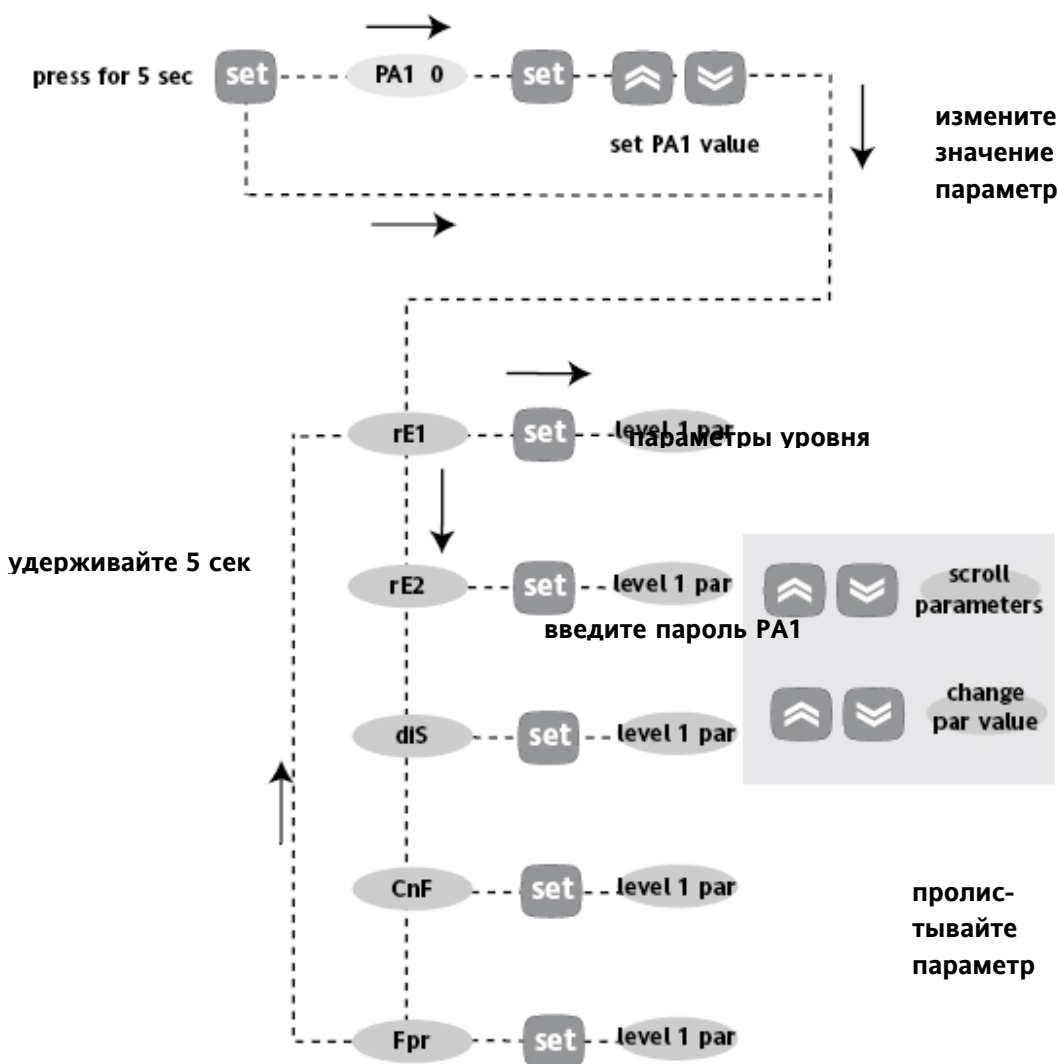 press for 5 sec set PA1 0 set
set PA1 value
измените
значение
параметр
rE1 set level 1 par
параметры уровня
удерживайте 5 сек
rE2 set level 1 par
scroll
parameters
введите пароль PA1
change
par value
diS set level 1 par
CnF set level 1 par
пролис-
тывайте
параметр
Fpr set level 1 par